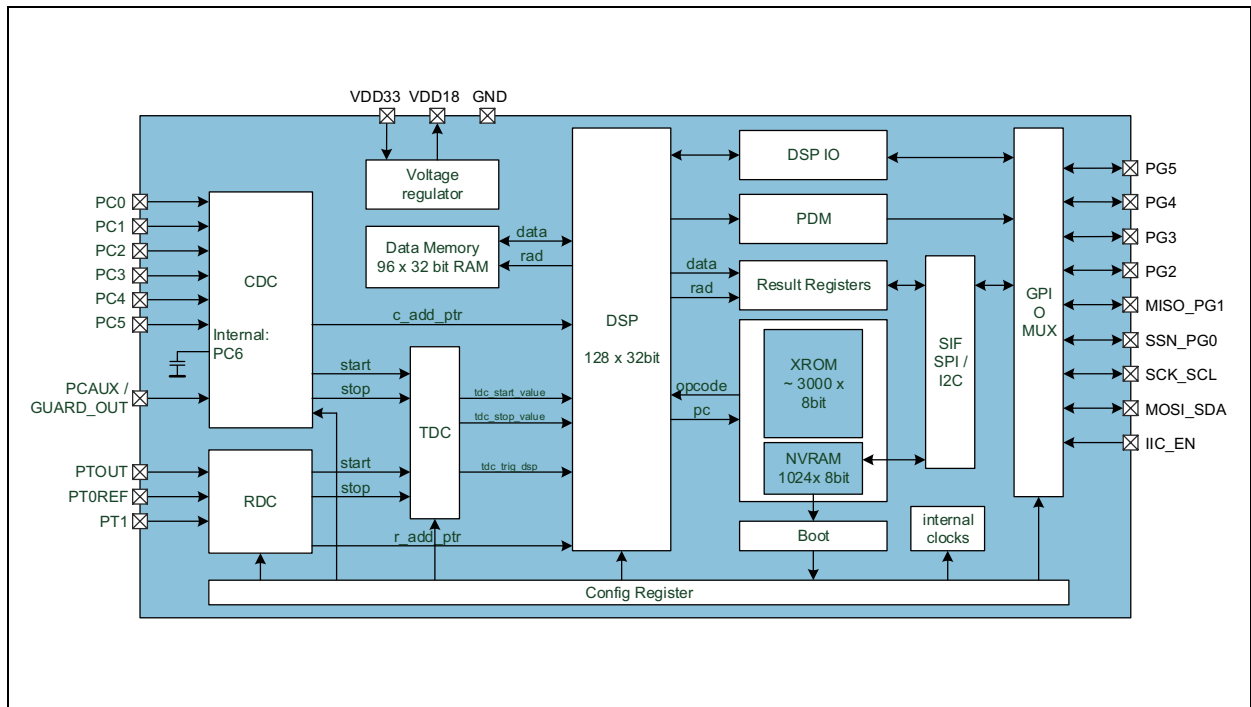 VDD33 VDD18 GND
Voltage
regulator
Data Memory
96 x 32 bit RAM
data
rad
PC0
PC1
PC2
PC3
PC4
PC5
PCAUX /
GUARD_OUT
PTOUT
PT0REF
PT1
CDC
Internal:
PC6
c_add_ptr
start
stop
RDC
start
stop
r_add_ptr
TDC
tdc_start_value
tdc_stop_value
tdc_trig_dsp
DSP
128 x 32bit
data
rad
opcode
pc
DSP IO
PDM
Result Registers
XROM
~ 3000 x
8bit
NVRAM
1024x 8bit
Boot
SIF
SPI /
I2C
internal
clocks
GPI
O
MUX
PG5
PG4
PG3
PG2
MISO_PG1
SSN_PG0
SCK_SCL
MOSI_SDA
IIC_EN
Config Register